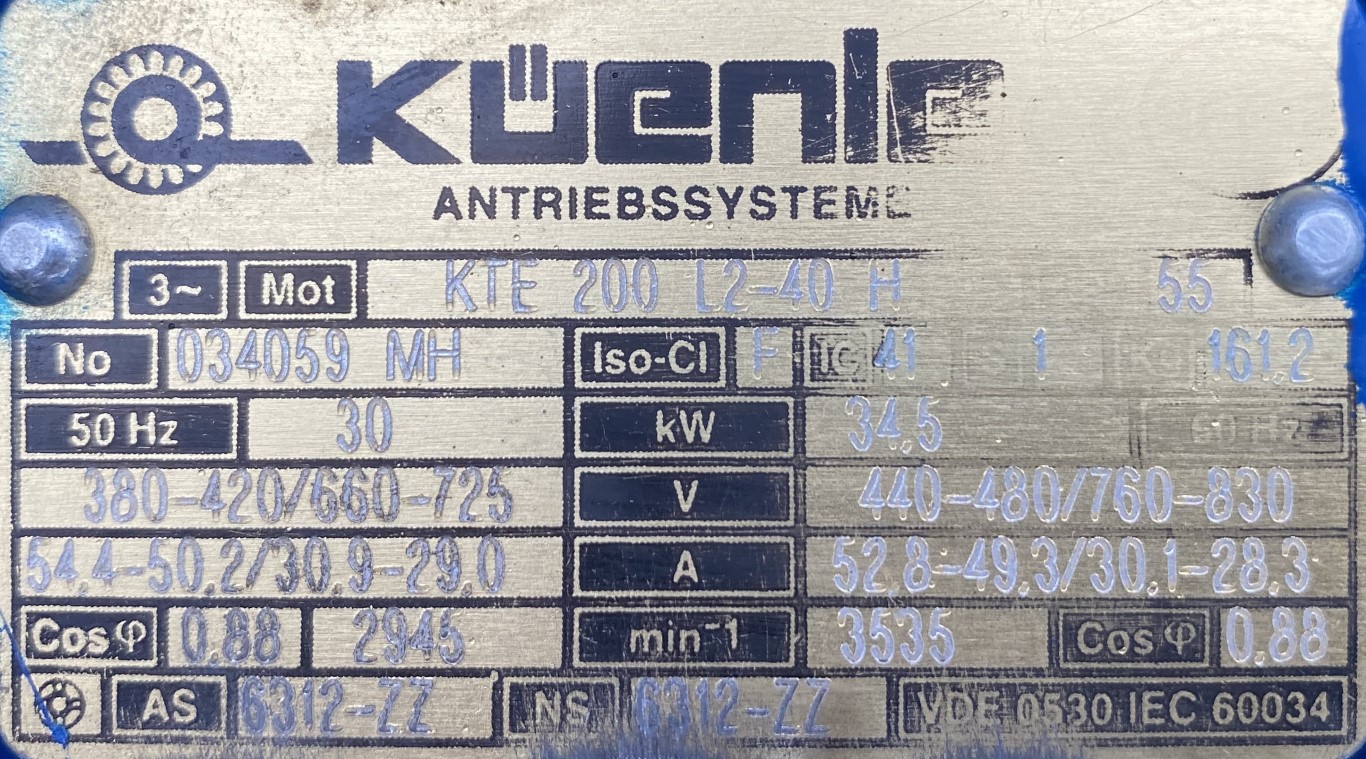 KÜenle
ANTRIEBSSYSTEME
3~ Mot KTE 200 L2-40 H 55
No 034059 MH Iso-Cl F IC 41 1 161.2
50 Hz 30 kW 34.5 60 Hz
380-420/660-725 V 440-480/760-830
54.4-50.2/30.9-29.0 A 52.8-49.3/30.1-28.3
Cos φ 0.88 2945 min⁻¹ 3535 Cos φ 0.88
AS 6312-ZZ NS 6312-ZZ VDE 0530 IEC 60034